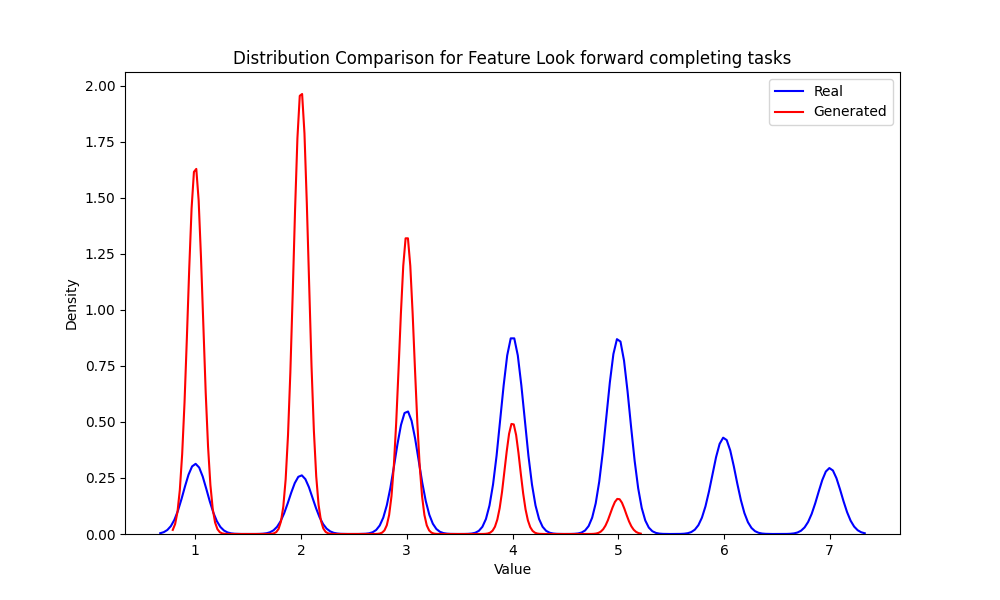 Distribution Comparison for Feature Look forward completing tasks
Real
Generated
2.00
1.75
1.50
1.25
1.00
0.75
0.50
0.25
0.00
Density
1 2 3 4 5 6 7
Value